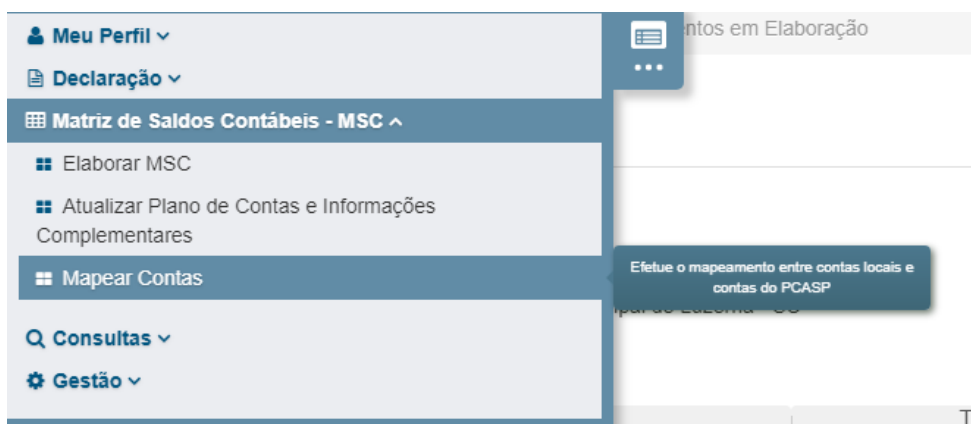 Meu Perfil
entos em Elaboração
Declaração
Matriz de Saldos Contábeis - MSC
Elaborar MSC
Atualizar Plano de Contas e Informações
Complementares
Mapear Contas
Efetue o mapeamento entre contas locais e
contas do PCASP
Consultas
Gestão